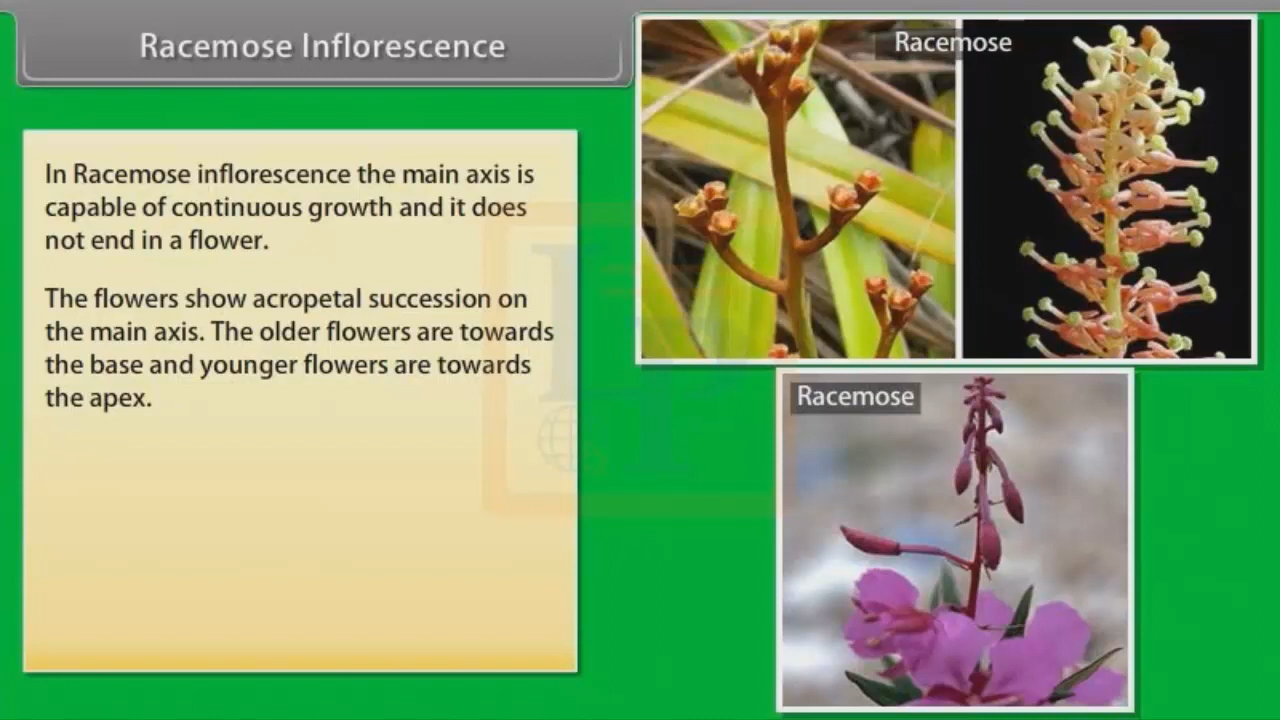 Racemose Inflorescence
In Racemose inflorescence the main axis is
capable of continuous growth and it does
not end in a flower.
The flowers show acropetal succession on
the main axis. The older flowers are towards
the base and younger flowers are towards
the apex.
Racemose
Racemose